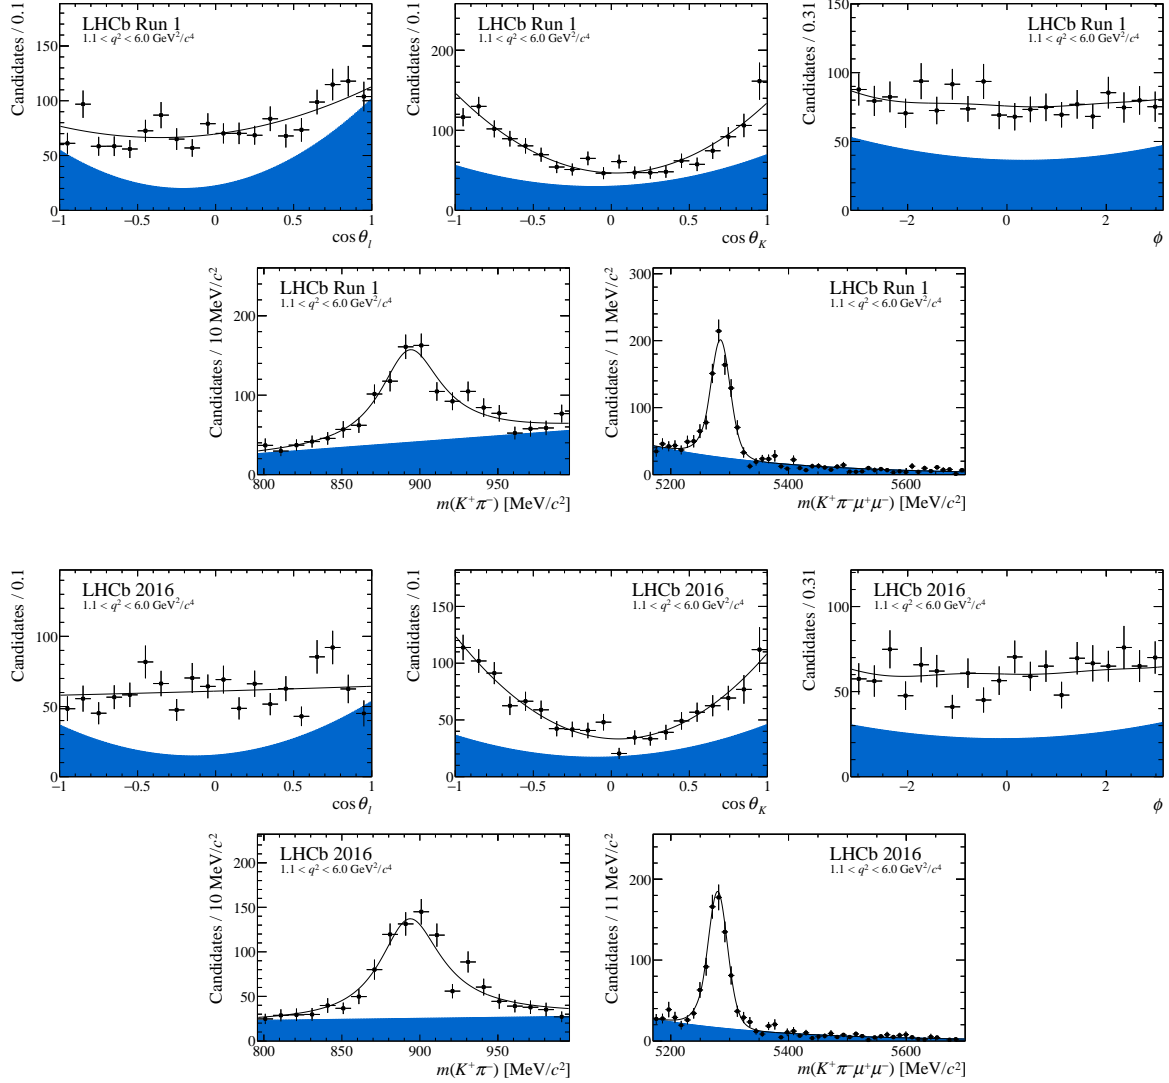 Candidates / 0.1
LHCb Run 1
1.1 < q² < 6.0 GeV²/c⁴
150
100
50
0
−1 −0.5 0 0.5 1
cos θ_l
Candidates / 0.1
LHCb Run 1
1.1 < q² < 6.0 GeV²/c⁴
200
100
0
−1 −0.5 0 0.5 1
cos θ_K
Candidates / 0.31
LHCb Run 1
1.1 < q² < 6.0 GeV²/c⁴
150
100
50
0
−2 0 2
ϕ
Candidates / 10 MeV/c²
LHCb Run 1
1.1 < q² < 6.0 GeV²/c⁴
200
100
0
800 850 900 950
m(K⁺π⁻) [MeV/c²]
Candidates / 11 MeV/c²
LHCb Run 1
1.1 < q² < 6.0 GeV²/c⁴
300
200
100
0
5200 5400 5600
m(K⁺π⁻μ⁺μ⁻) [MeV/c²]
Candidates / 0.1
LHCb 2016
1.1 < q² < 6.0 GeV²/c⁴
100
50
0
−1 −0.5 0 0.5 1
cos θ_l
Candidates / 0.1
LHCb 2016
1.1 < q² < 6.0 GeV²/c⁴
150
100
50
0
−1 −0.5 0 0.5 1
cos θ_K
Candidates / 0.31
LHCb 2016
1.1 < q² < 6.0 GeV²/c⁴
100
50
0
−2 0 2
ϕ
Candidates / 10 MeV/c²
LHCb 2016
1.1 < q² < 6.0 GeV²/c⁴
200
150
100
50
0
800 850 900 950
m(K⁺π⁻) [MeV/c²]
Candidates / 11 MeV/c²
LHCb 2016
1.1 < q² < 6.0 GeV²/c⁴
200
100
0
5200 5400 5600
m(K⁺π⁻μ⁺μ⁻) [MeV/c²]